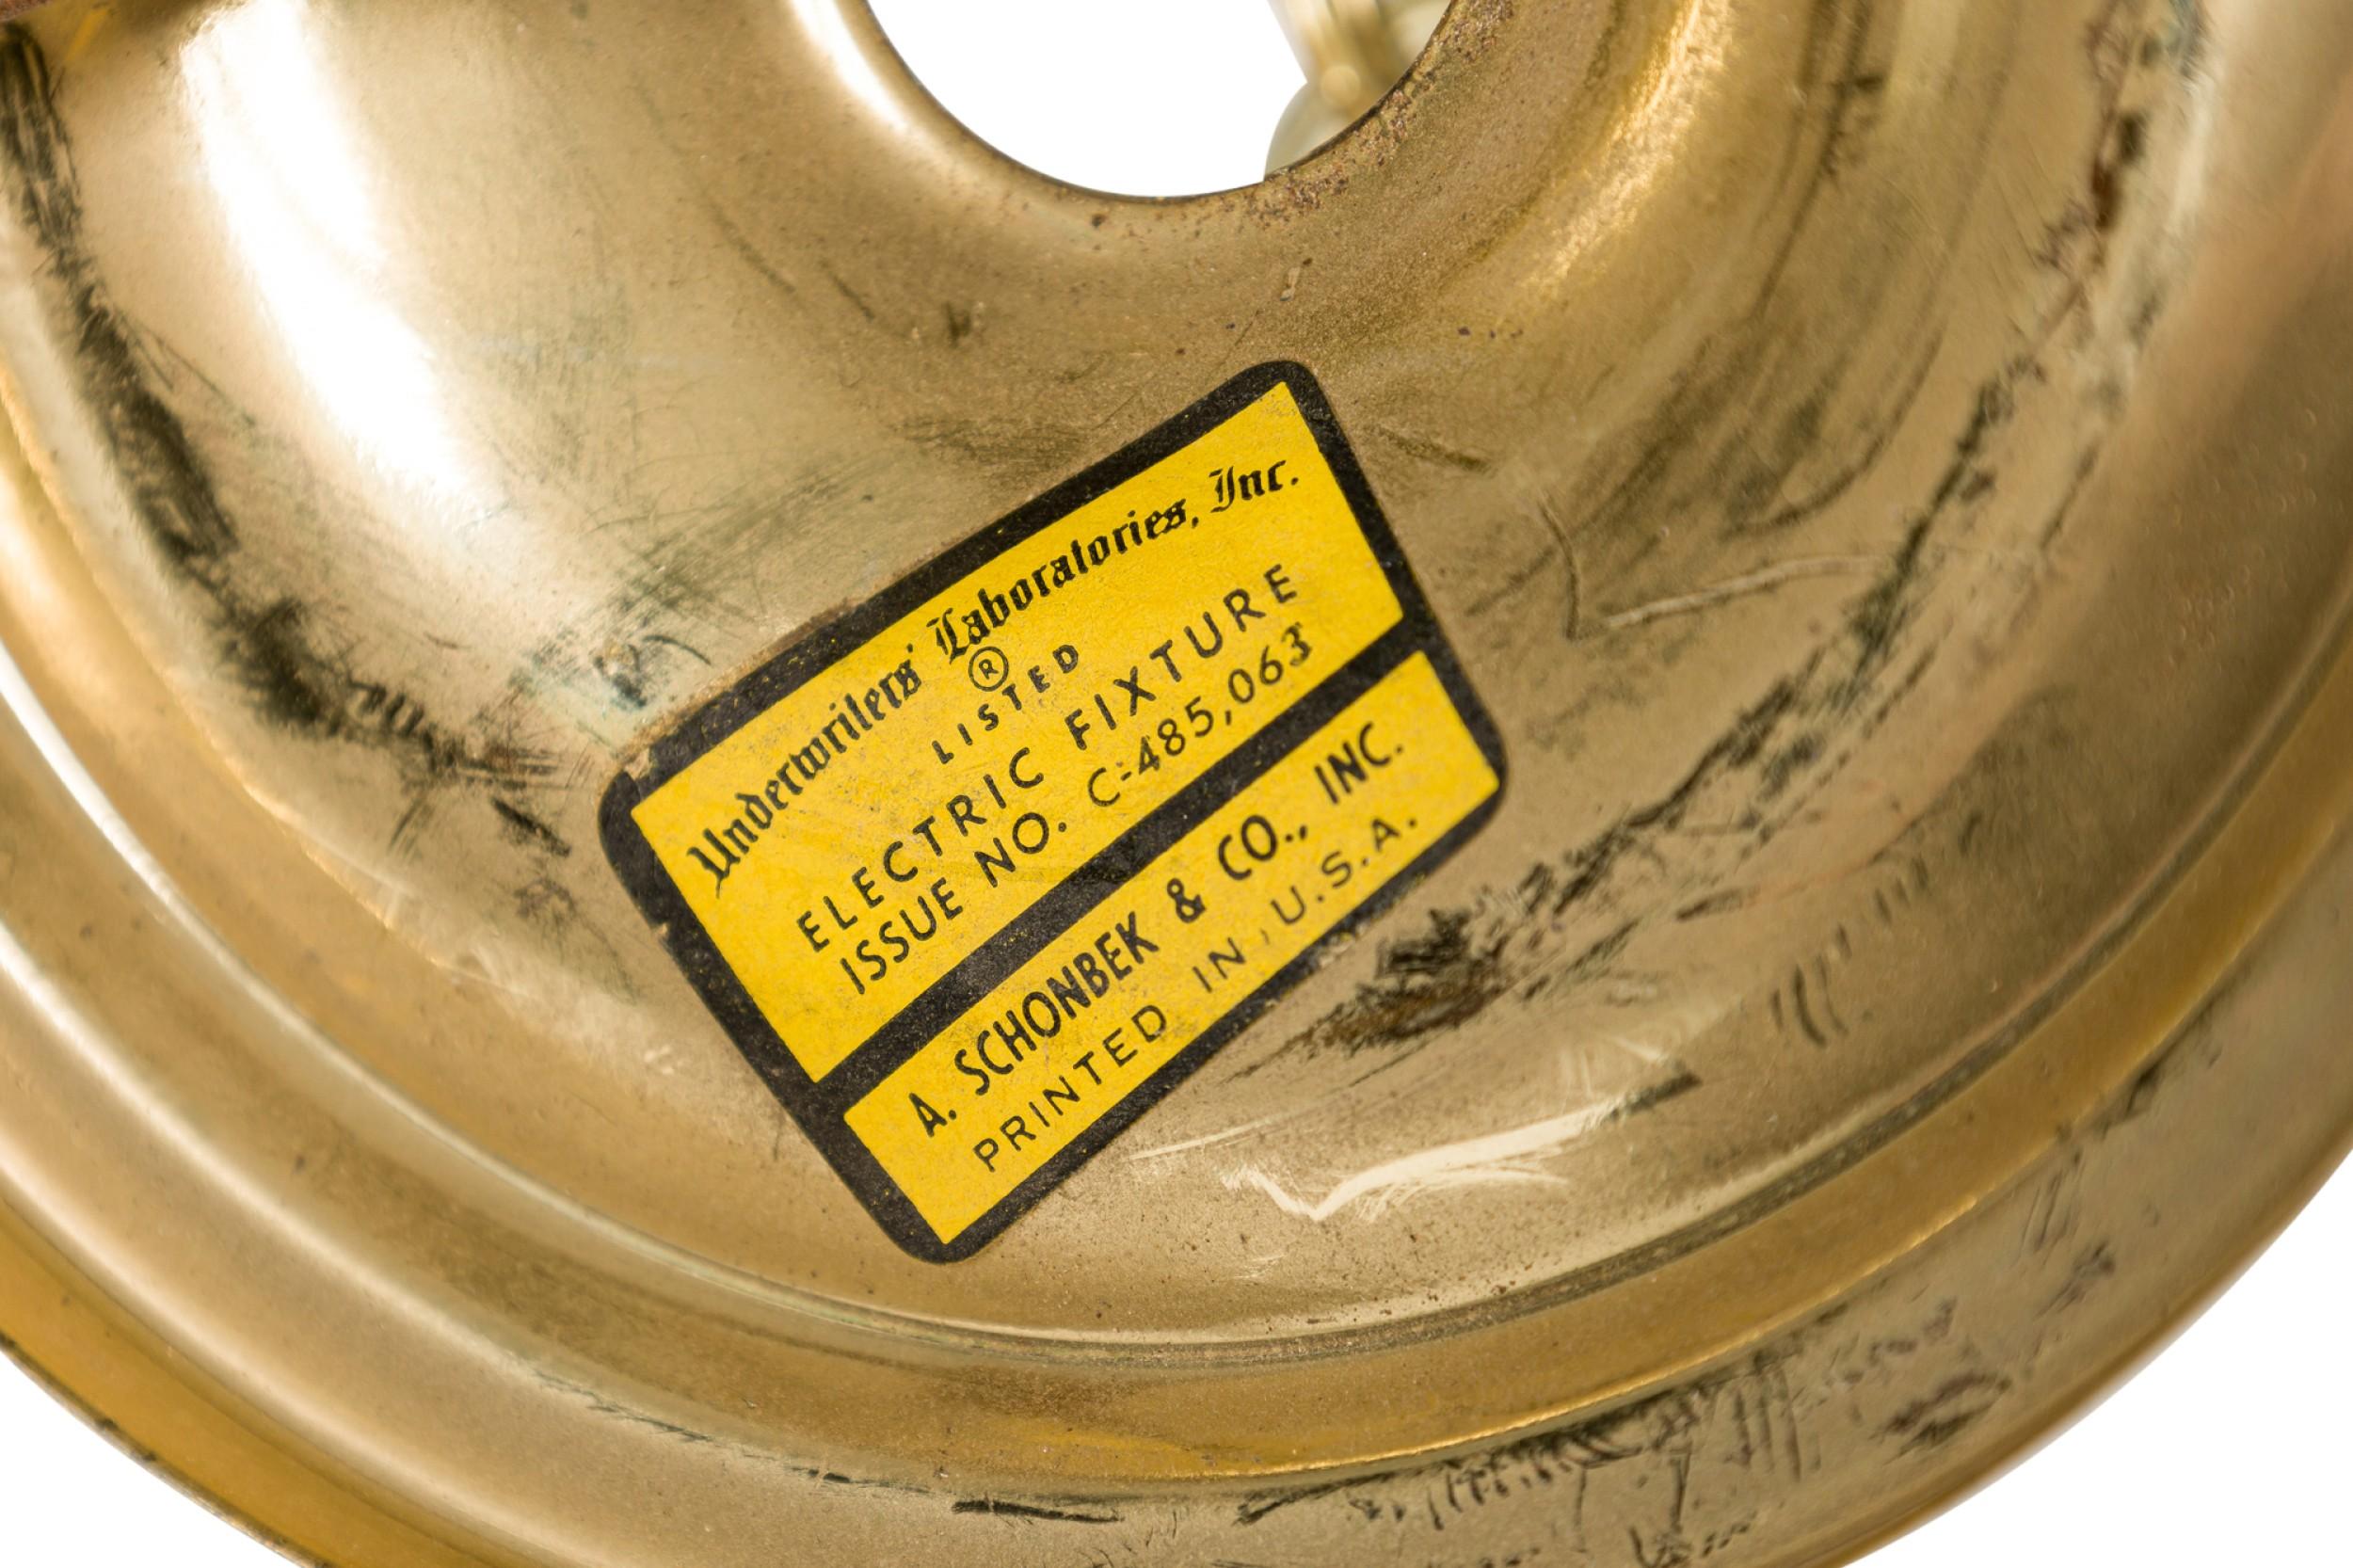 Underwriters' Laboratories, Inc.
®
LISTED
ELECTRIC FIXTURE
ISSUE NO. C-485,063
A. SCHONBEK & CO., INC.
PRINTED IN U.S.A.